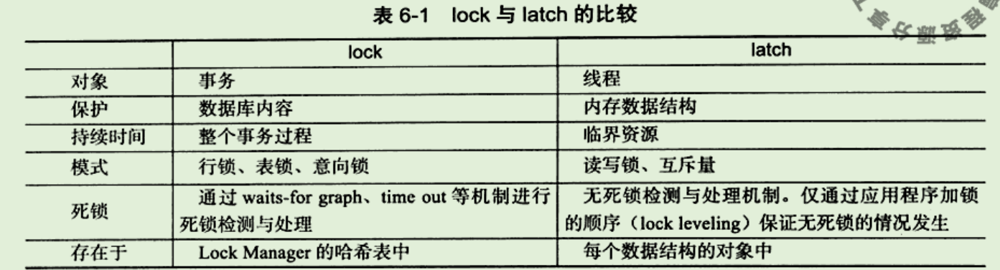 表 6-1 lock 与 latch 的比较
lock latch
对象 事务 线程
保护 数据库内容 内存数据结构
持续时间 整个事务过程 临界资源
模式 行锁、表锁、意向锁 读写锁、互斥量
死锁 通过 waits-for graph、time out 等机制进行 无死锁检测与处理机制。仅通过应用程序加锁
死锁检测与处理 的顺序（lock leveling）保证无死锁的情况发生
存在于 Lock Manager 的哈希表中 每个数据结构的对象中